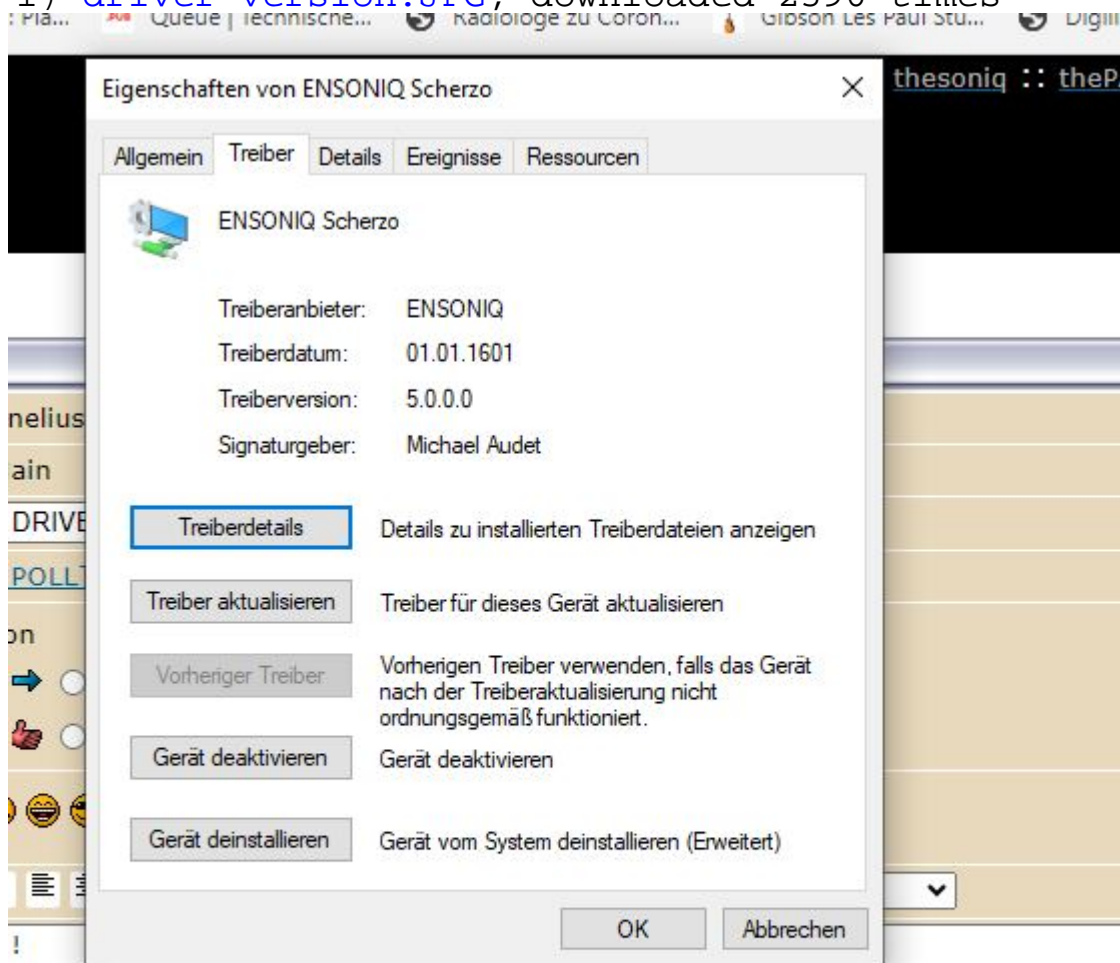 1) driver version.JPG, downloaded 2390 times
Pla... Queue | Technische... Radiologe zu Coron... Gibson Les Paul Stu...
Eigenschaften von ENSONIQ Scherzo
thesoniq :: theP
Allgemein Treiber Details Ereignisse Ressourcen
ENSONIQ Scherzo
Treiberanbieter: ENSONIQ
Treiberdatum: 01.01.1601
Treiberversion: 5.0.0.0
nelius
Signaturgeber: Michael Audet
ain
DRIVE
Treiberdetails Details zu installierten Treiberdateien anzeigen
POLL
Treiber aktualisieren Treiber für dieses Gerät aktualisieren
on
Vorheriger Treiber Vorherigen Treiber verwenden, falls das Gerät
nach der Treiberaktualisierung nicht
ordnungsgemäß funktioniert.
Gerät deaktivieren Gerät deaktivieren
Gerät deinstallieren Gerät vom System deinstallieren (Erweitert)
OK Abbrechen
!